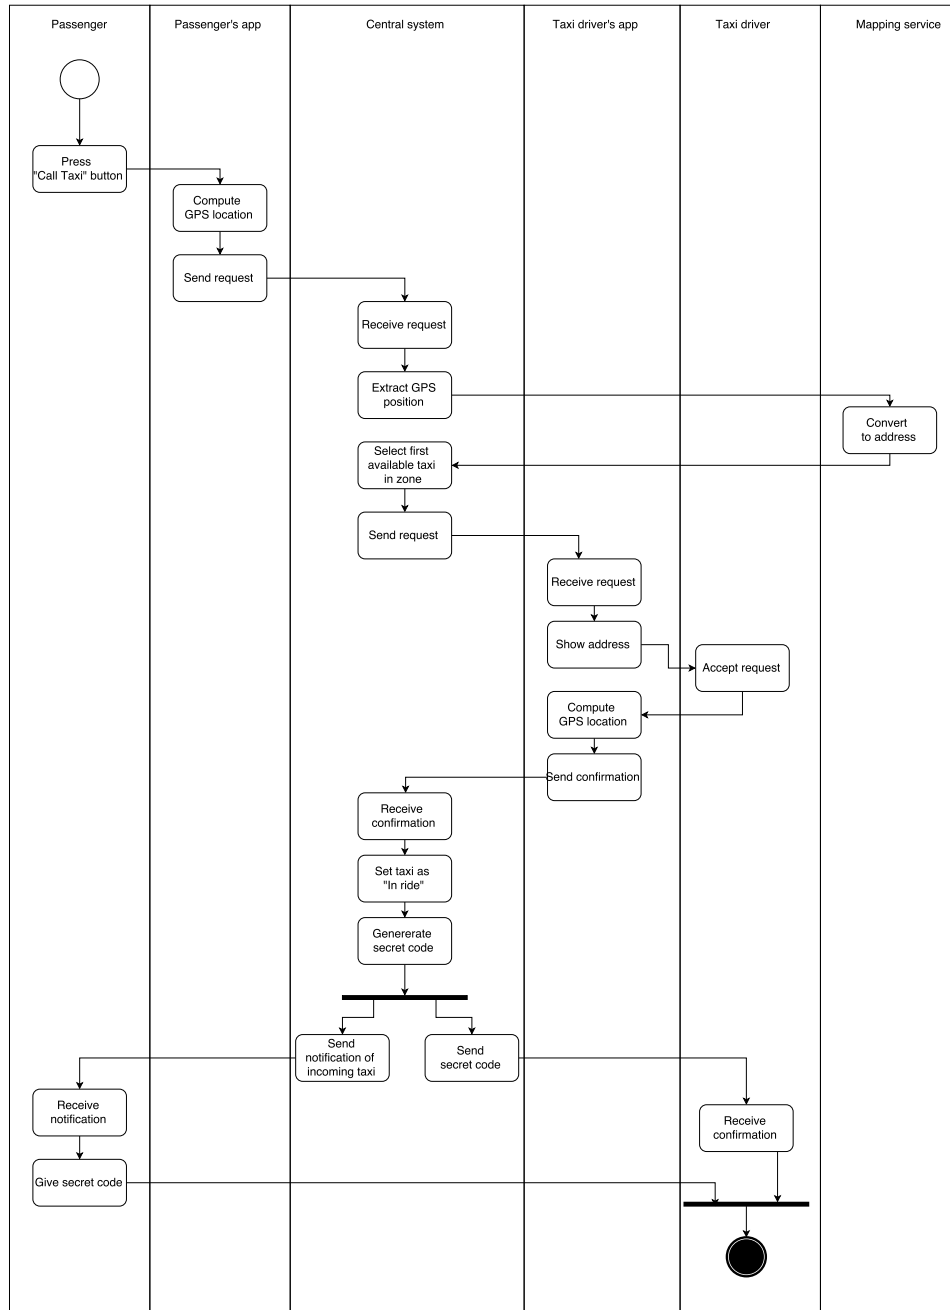 Passenger
Passenger's app
Central system
Taxi driver's app
Taxi driver
Mapping service
Press
"Call Taxi" button
Compute
GPS location
Send request
Receive request
Extract GPS
position
Convert
to address
Select first
available taxi
in zone
Send request
Receive request
Show address
Accept request
Compute
GPS location
Send confirmation
Receive
confirmation
Set taxi as
"In ride"
Genererate
secret code
Send
notification of
incoming taxi
Send
secret code
Receive
notification
Receive
confirmation
Give secret code